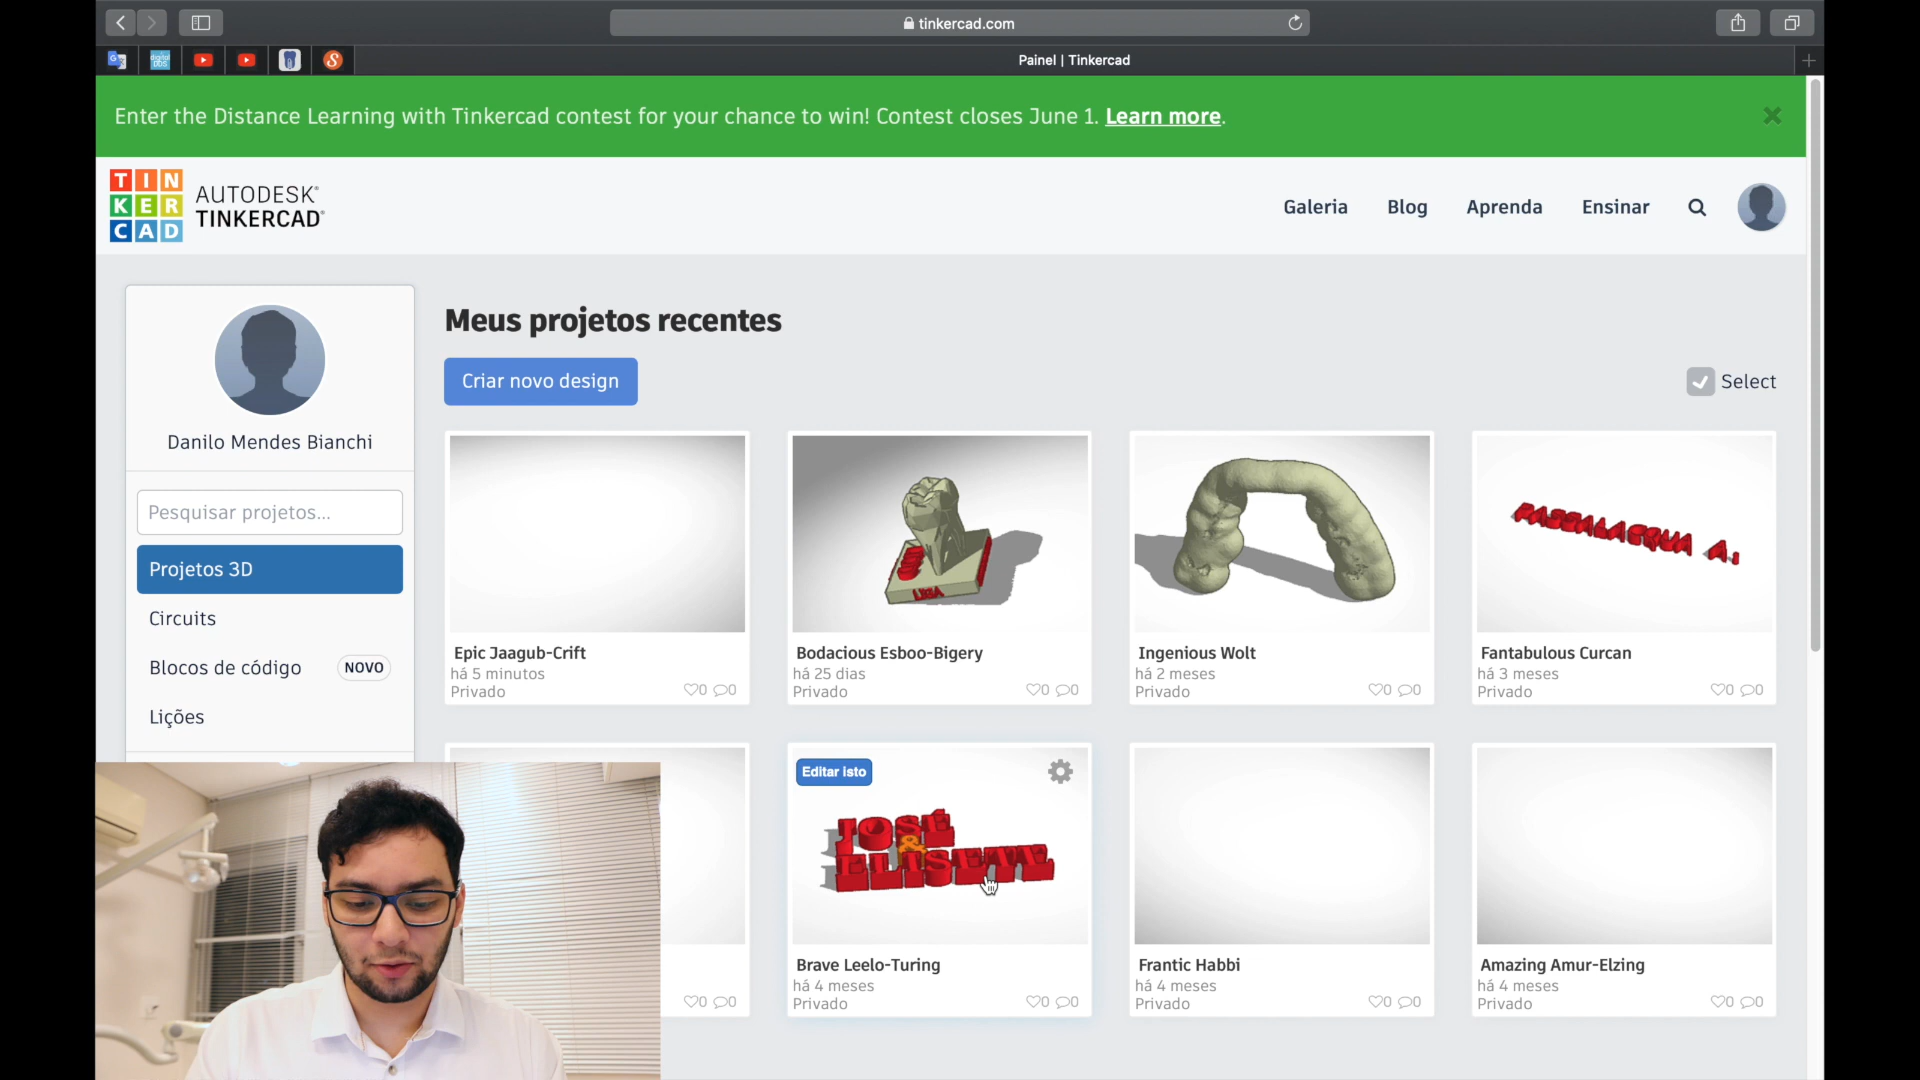 tinkercad.com
Painel | Tinkercad
Enter the Distance Learning with Tinkercad contest for your chance to win! Contest closes June 1. Learn more.
TIN
KER
CAD
AUTODESK®
TINKERCAD®
Galeria
Blog
Aprenda
Ensinar
Danilo Mendes Bianchi
Pesquisar projetos...
Projetos 3D
Circuits
Blocos de código
NOVO
Lições
Meus projetos recentes
Criar novo design
Select
LIGA
PASSALACQUA A.
Epic Jaagub-Crift
há 5 minutos
Privado
0 0
Bodacious Esboo-Bigery
há 25 dias
Privado
0 0
Ingenious Wolt
há 2 meses
Privado
0 0
Fantabulous Curcan
há 3 meses
Privado
0 0
0 0
Editar isto
JOSÉ
&
ELISETE
Brave Leelo-Turing
há 4 meses
Privado
0 0
Frantic Habbi
há 4 meses
Privado
0 0
Amazing Amur-Elzing
há 4 meses
Privado
0 0